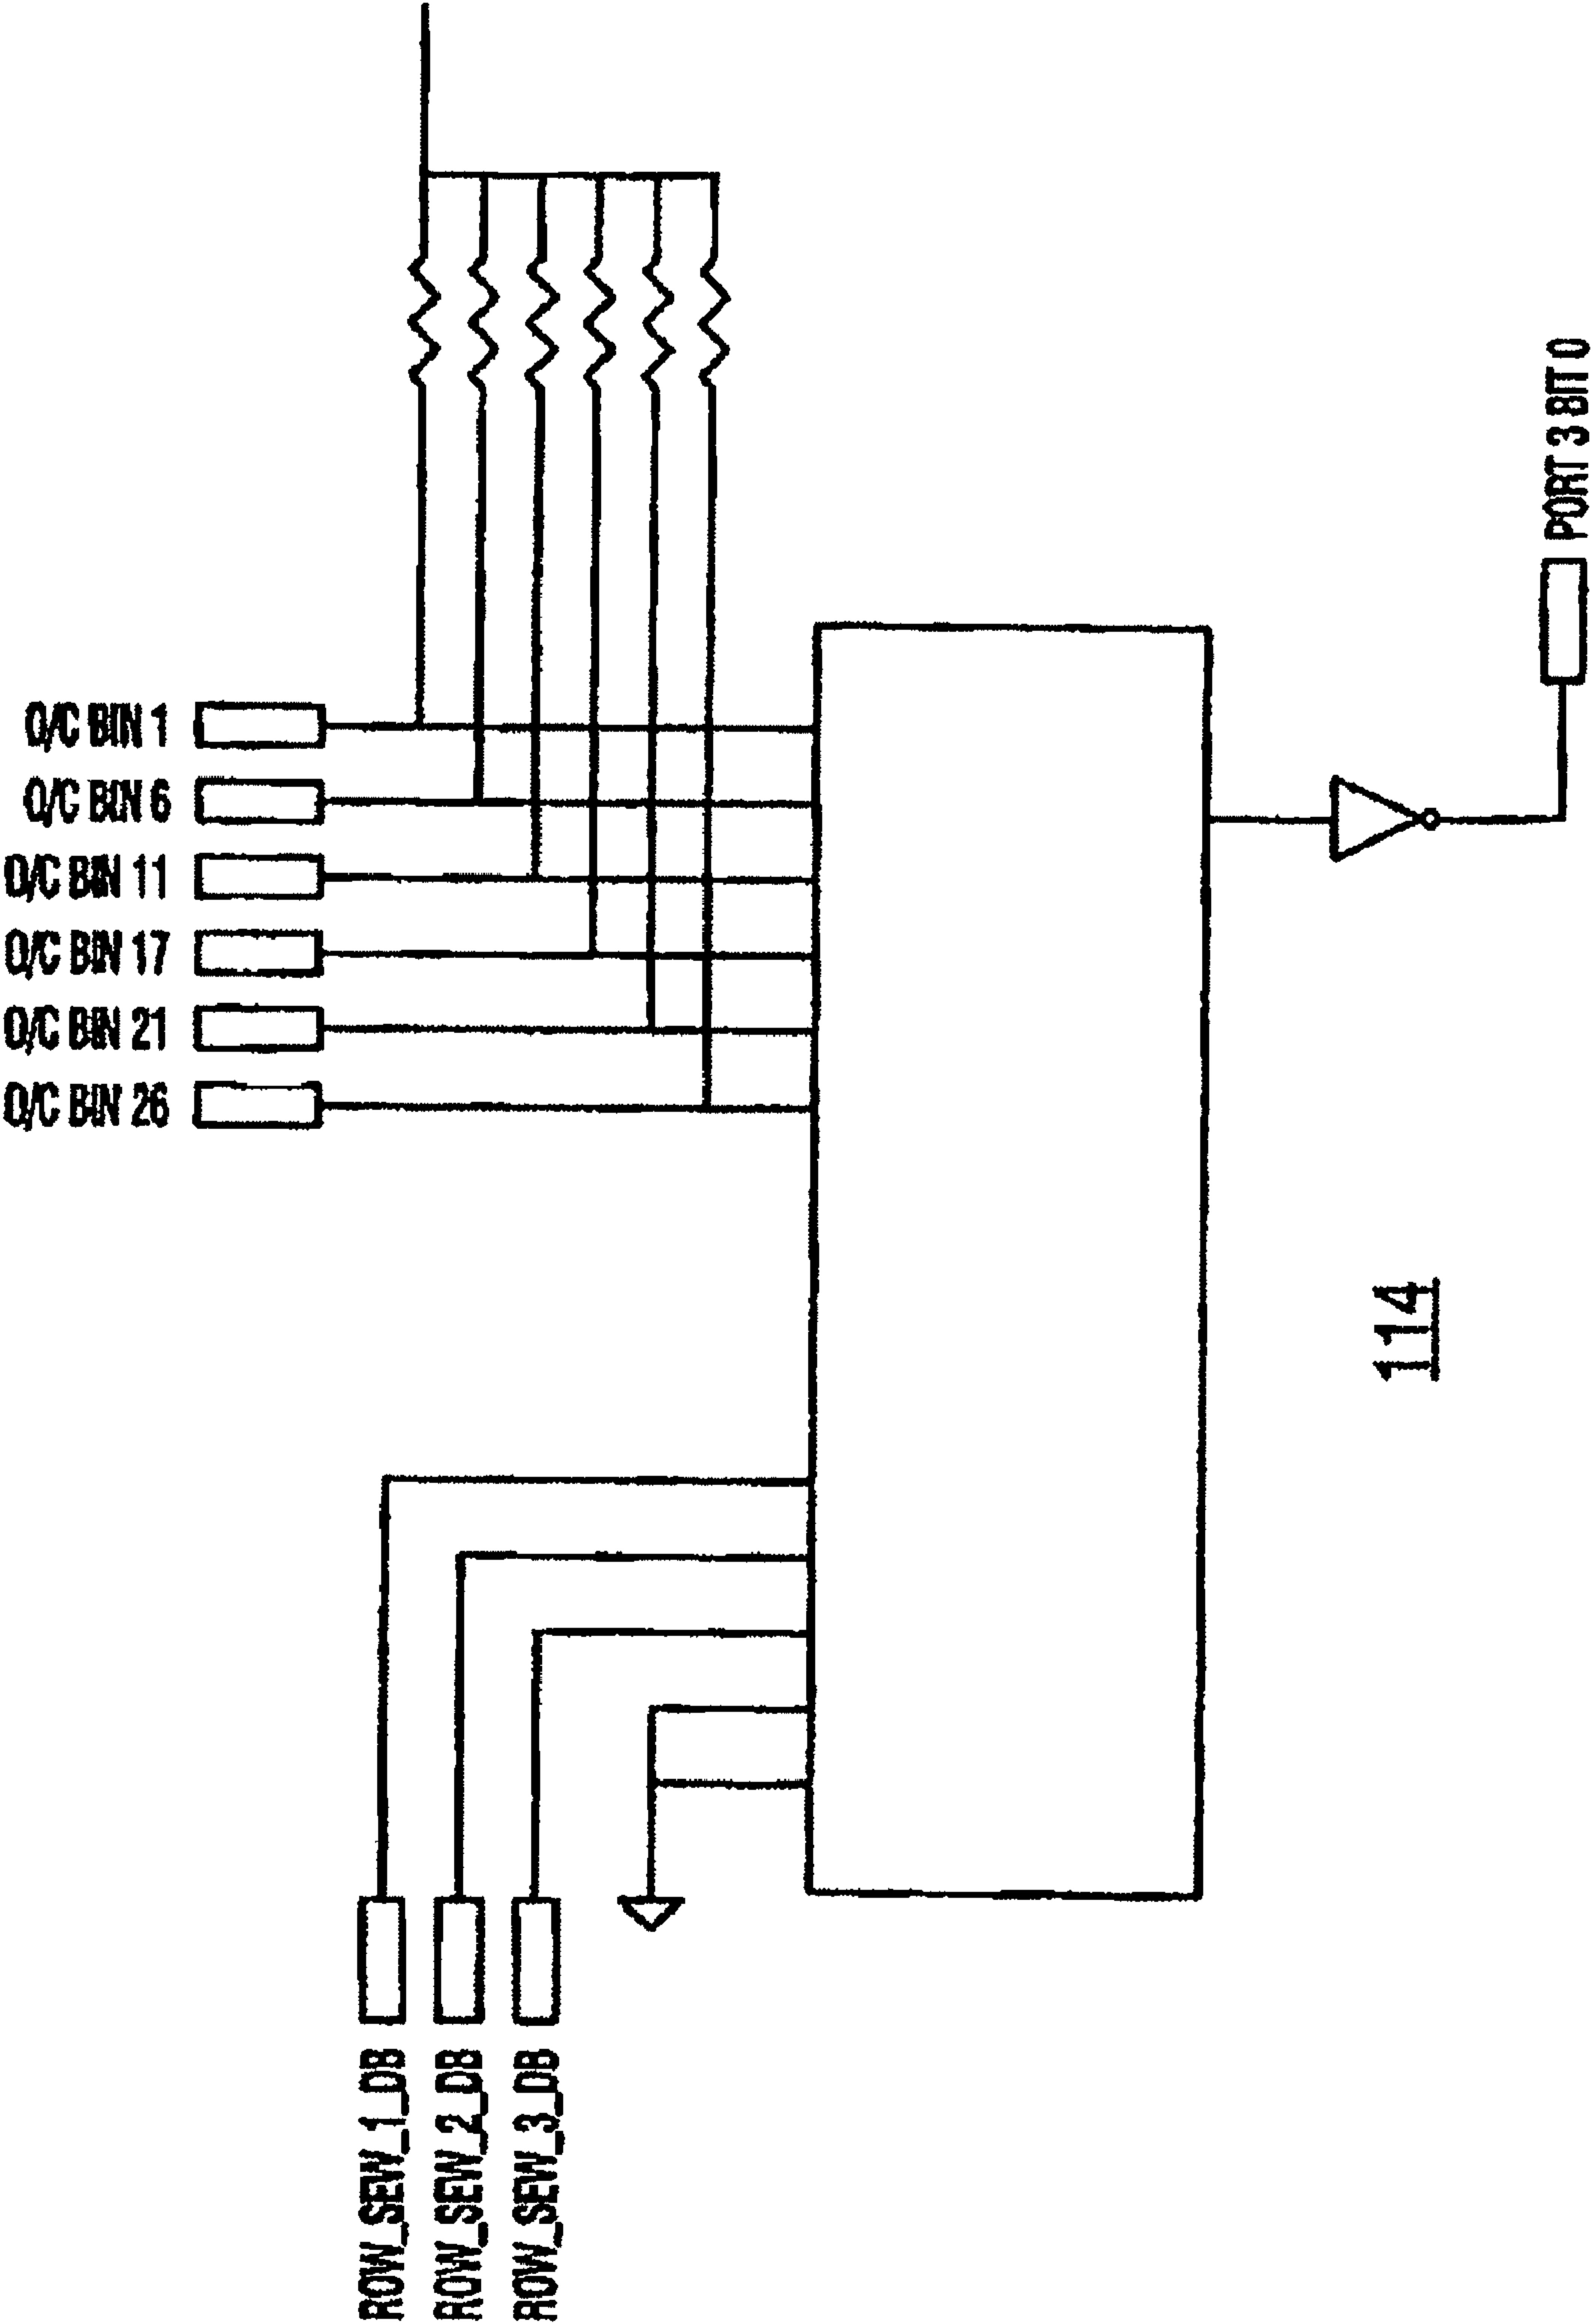 O/C BIN 1
O/C BIN 6
O/C BIN 11
O/C BIN 17
O/C BIN 21
O/C BIN 26
PORT 3 BIT 0
114
ROW_SEW_1_DB
ROW_SEW_2_DB
ROW_SEW_3_DB